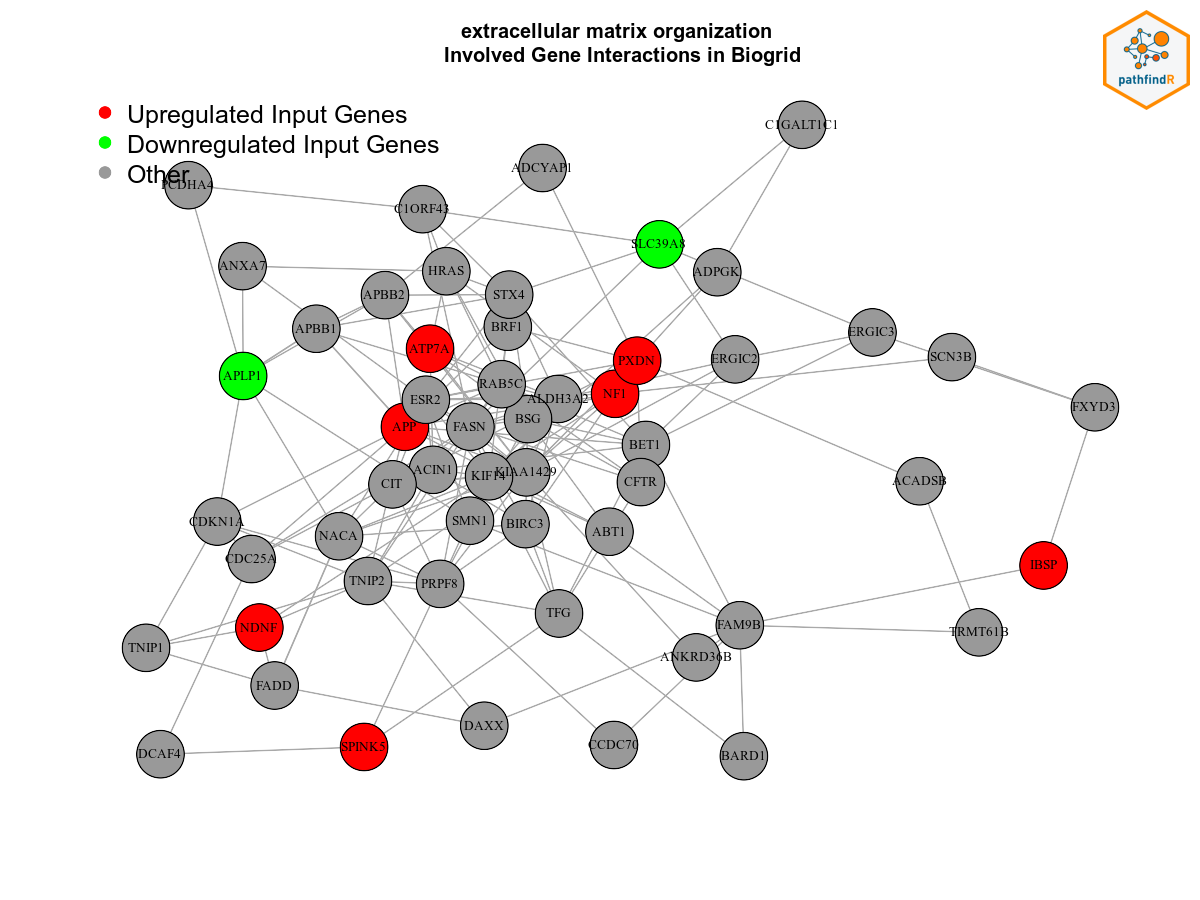 extracellular matrix organization
Involved Gene Interactions in Biogrid
pathfindR
Upregulated Input Genes
Downregulated Input Genes
Other
C1GALT1C1
ADCYAP1
PCDHA4
C1ORF43
SLC39A8
ANXA7
HRAS
ADPGK
APBB2
STX4
APBB1
BRF1
ERGIC3
ATP7A
PXDN
ERGIC2
SCN3B
APLP1
RAB5C
NF1
ESR2
ALDH3A2
FXYD3
APP
FASN
BSG
BET1
ACIN1
KIF14
KIAA1429
CIT
CFTR
ACADSB
CDKN1A
SMN1
BIRC3
ABT1
NACA
CDC25A
IBSP
TNIP2
PRPF8
TFG
NDNF
FAM9B
TRMT61B
TNIP1
ANKRD36B
FADD
DAXX
SPINK5
CCDC70
DCAF4
BARD1